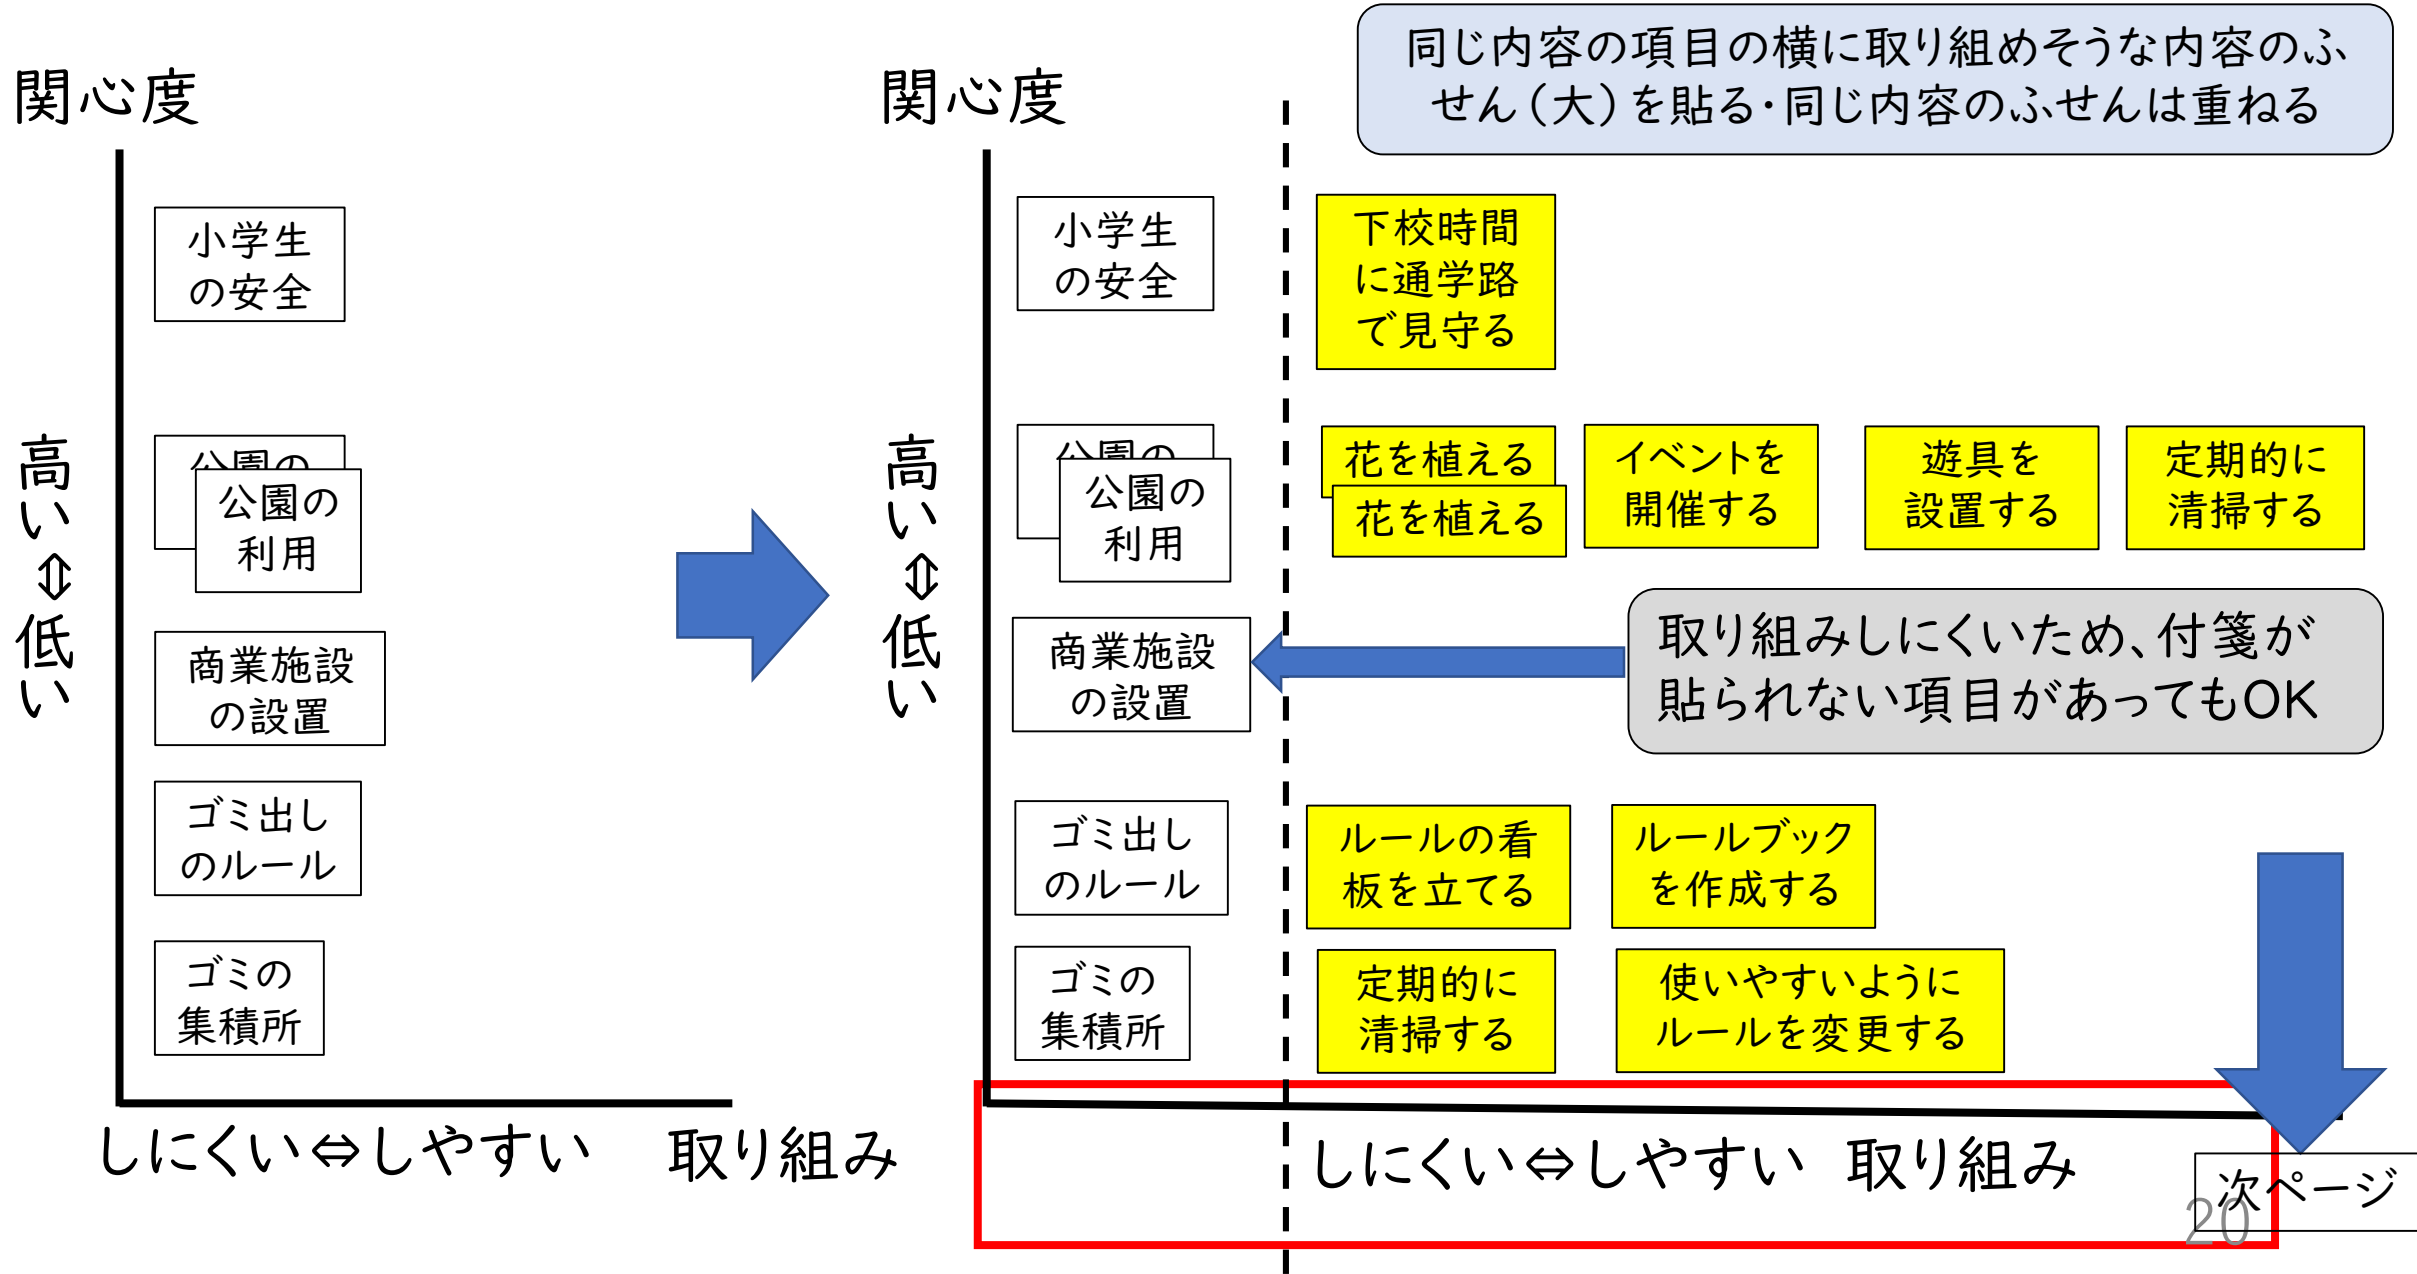 同じ内容の項目の横に取り組めそうな内容のふ
せん（大）を貼る・同じ内容のふせんは重ねる
関心度
高い⇔低い
小学生
の安全
公園の
公園の
利用
商業施設
の設置
ゴミ出し
のルール
ゴミの
集積所
しにくい⇔しやすい 取り組み
関心度
高い⇔低い
小学生
の安全
下校時間
に通学路
で見守る
公園の
公園の
利用
花を植える
花を植える
イベントを
開催する
遊具を
設置する
定期的に
清掃する
商業施設
の設置
取り組みしにくいため、付箋が
貼られない項目があってもOK
ゴミ出し
のルール
ルールの看
板を立てる
ルールブック
を作成する
ゴミの
集積所
定期的に
清掃する
使いやすいように
ルールを変更する
しにくい⇔しやすい 取り組み
次ページ
20